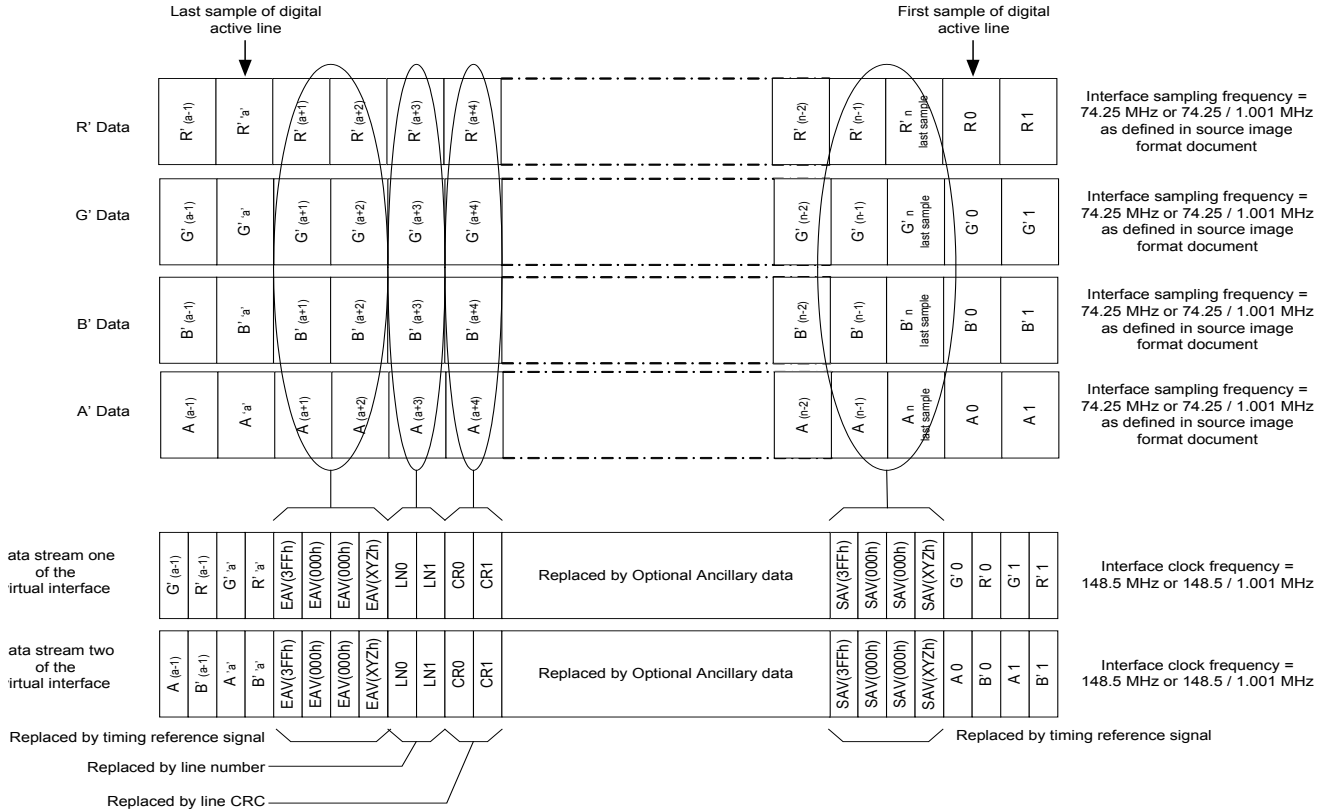 Last sample of digital
active line
First sample of digital
active line
R' Data
R' (a-1)
R' 'a'
R' (a+1)
R' (a+2)
R' (a+3)
R' (a+4)
R' (n-2)
R' (n-1)
R' n
last sample
R 0
R 1
Interface sampling frequency =
74.25 MHz or 74.25 / 1.001 MHz
as defined in source image
format document
G' Data
G' (a-1)
G' 'a'
G' (a+1)
G' (a+2)
G' (a+3)
G' (a+4)
G' (n-2)
G' (n-1)
G' n
last sample
G' 0
G' 1
Interface sampling frequency =
74.25 MHz or 74.25 / 1.001 MHz
as defined in source image
format document
B' Data
B' (a-1)
B' 'a'
B' (a+1)
B' (a+2)
B' (a+3)
B' (a+4)
B' (n-2)
B' (n-1)
B' n
last sample
B' 0
B' 1
Interface sampling frequency =
74.25 MHz or 74.25 / 1.001 MHz
as defined in source image
format document
A' Data
A (a-1)
A 'a'
A (a+1)
A (a+2)
A (a+3)
A (a+4)
A (n-2)
A (n-1)
A n
last sample
A 0
A 1
Interface sampling frequency =
74.25 MHz or 74.25 / 1.001 MHz
as defined in source image
format document
ata stream one
of the
irtual interface
G' (a-1)
R' (a-1)
G' 'a'
R' 'a'
EAV(3FFh)
EAV(000h)
EAV(000h)
EAV(XYZh)
LN0
LN1
CR0
CR1
Replaced by Optional Ancillary data
SAV(3FFh)
SAV(000h)
SAV(000h)
SAV(XYZh)
G' 0
R' 0
G' 1
R' 1
Interface clock frequency =
148.5 MHz or 148.5 / 1.001 MHz
ata stream two
of the
irtual interface
A (a-1)
B' (a-1)
A 'a'
B' 'a'
EAV(3FFh)
EAV(000h)
EAV(000h)
EAV(XYZh)
LN0
LN1
CR0
CR1
Replaced by Optional Ancillary data
SAV(3FFh)
SAV(000h)
SAV(000h)
SAV(XYZh)
A 0
B' 0
A 1
B' 1
Interface clock frequency =
148.5 MHz or 148.5 / 1.001 MHz
Replaced by timing reference signal
Replaced by timing reference signal
Replaced by line number
Replaced by line CRC